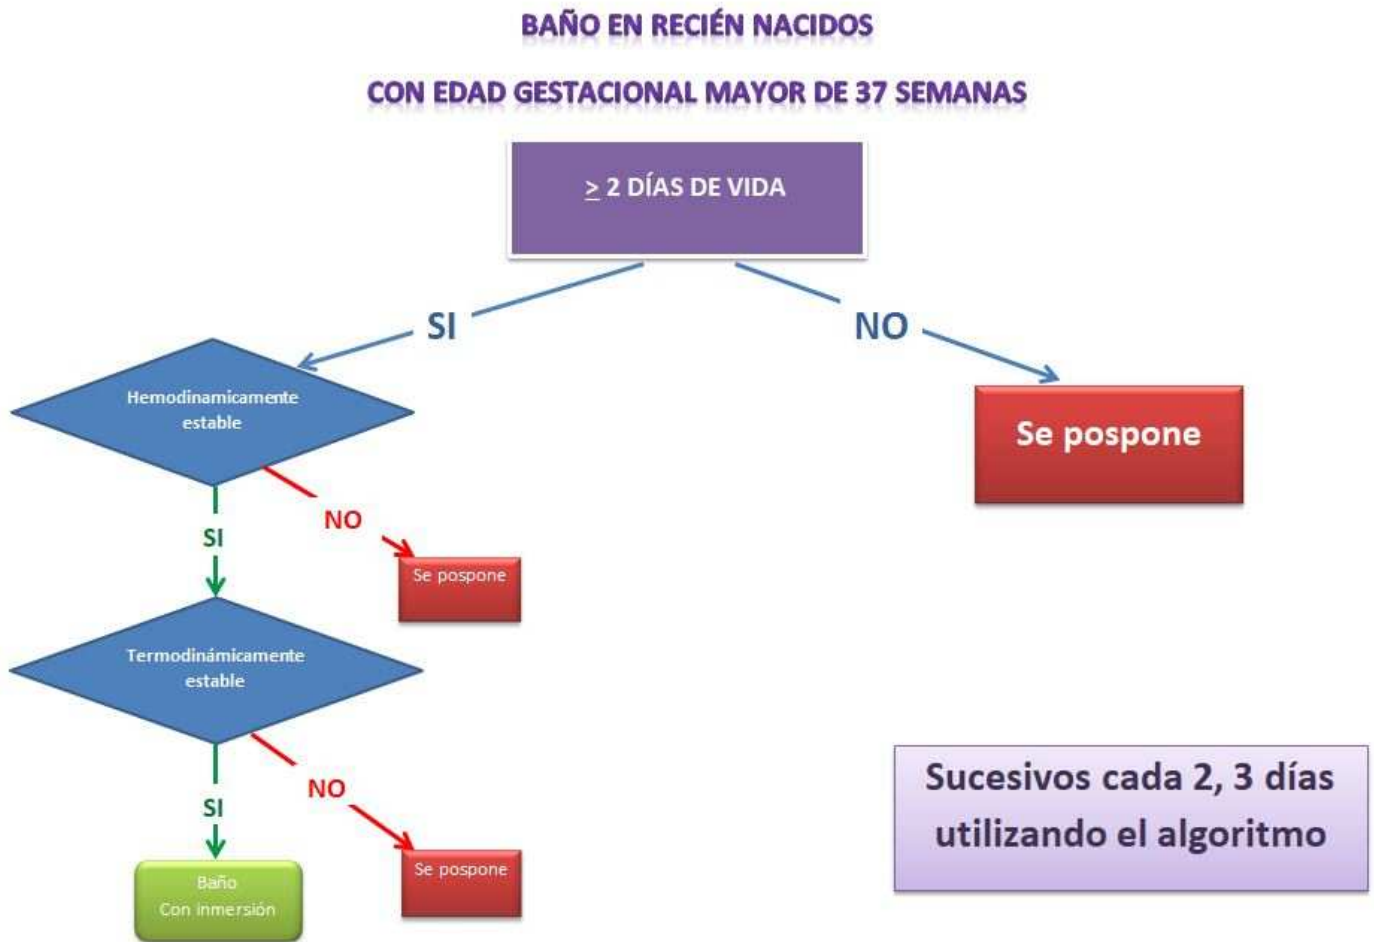 BAÑO EN RECIÉN NACIDOS
CON EDAD GESTACIONAL MAYOR DE 37 SEMANAS
≥ 2 DÍAS DE VIDA
SI
NO
Hemodinamicamente
estable
Se pospone
NO
SI
Se pospone
Termodinámicamente
estable
NO
SI
Se pospone
Baño
Con inmersión
Sucesivos cada 2, 3 días
utilizando el algoritmo